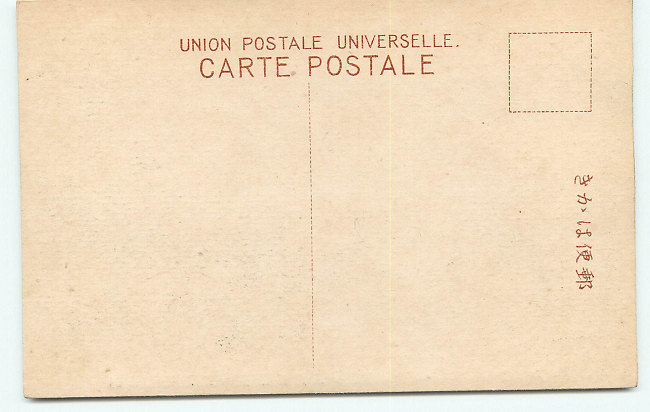 UNION POSTALE UNIVERSELLE.
CARTE POSTALE
郵便はかき